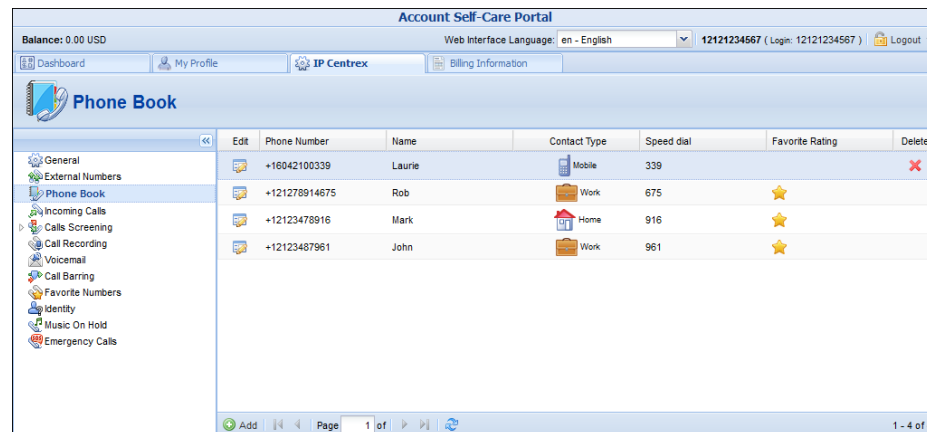 Account Self-Care Portal
Balance: 0.00 USD Web Interface Language: en - English 12121234567 ( Login: 12121234567 ) Logout
Dashboard My Profile IP Centrex Billing Information
Phone Book
Edit Phone Number Name Contact Type Speed dial Favorite Rating Delete
General
External Numbers
Phone Book
Incoming Calls
Calls Screening
Call Recording
Voicemail
Call Barring
Favorite Numbers
Identity
Music On Hold
Emergency Calls
+16042100339 Laurie Mobile 339
+121278914675 Rob Work 675
+12123478916 Mark Home 916
+12123487961 John Work 961
Add Page 1 of 1 - 4 of